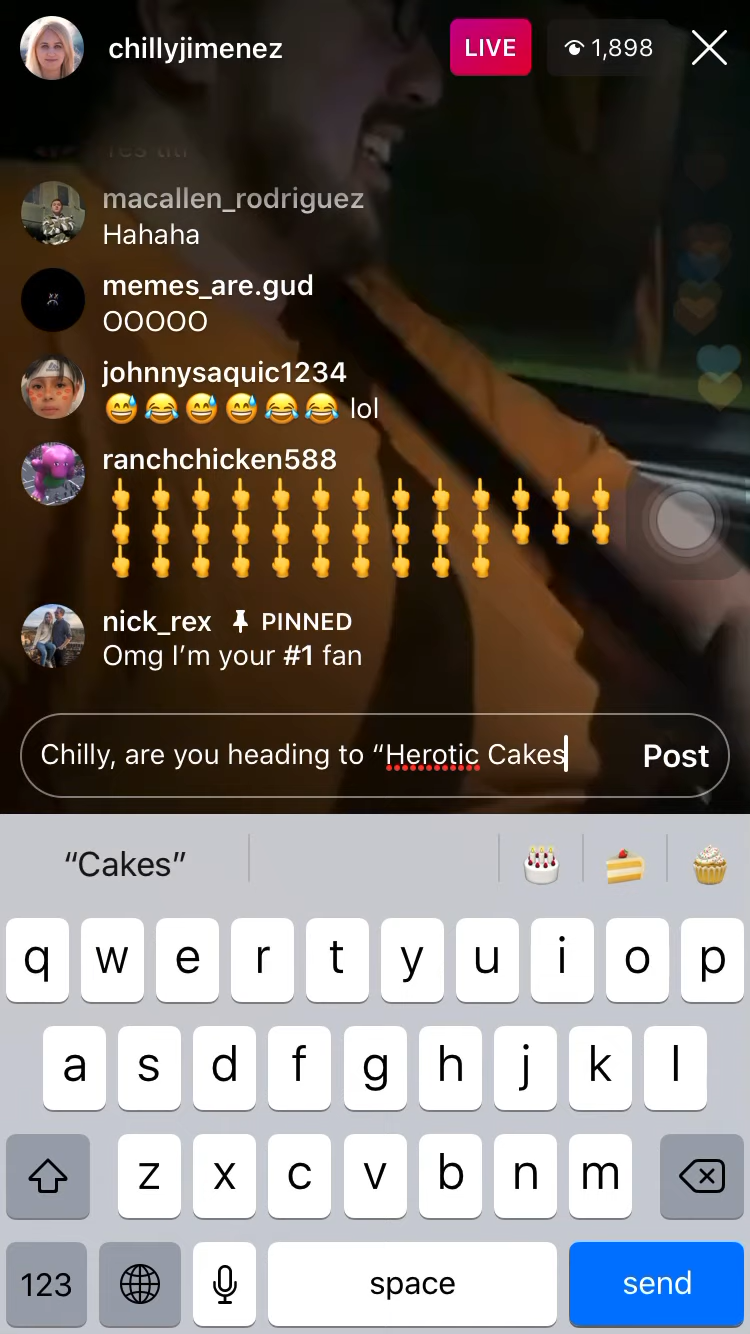 chillyjimenez
LIVE
1,898
macallen_rodriguez
Hahaha
memes_are.gud
OOOOO
johnnysaquic1234
😅😂😅😅😂😂 lol
ranchchicken588
👆👆👆👆👆👆👆👆👆👆👆👆👆
👆👆👆👆👆👆👆👆👆👆👆👆👆
👆👆👆👆👆👆👆👆👆👆
nick_rex PINNED
Omg I’m your #1 fan
Chilly, are you heading to “Herotic Cakes
Post
“Cakes” 🎂 🍰 🧁
q w e r t y u i o p
a s d f g h j k l
z x c v b n m
123 space send